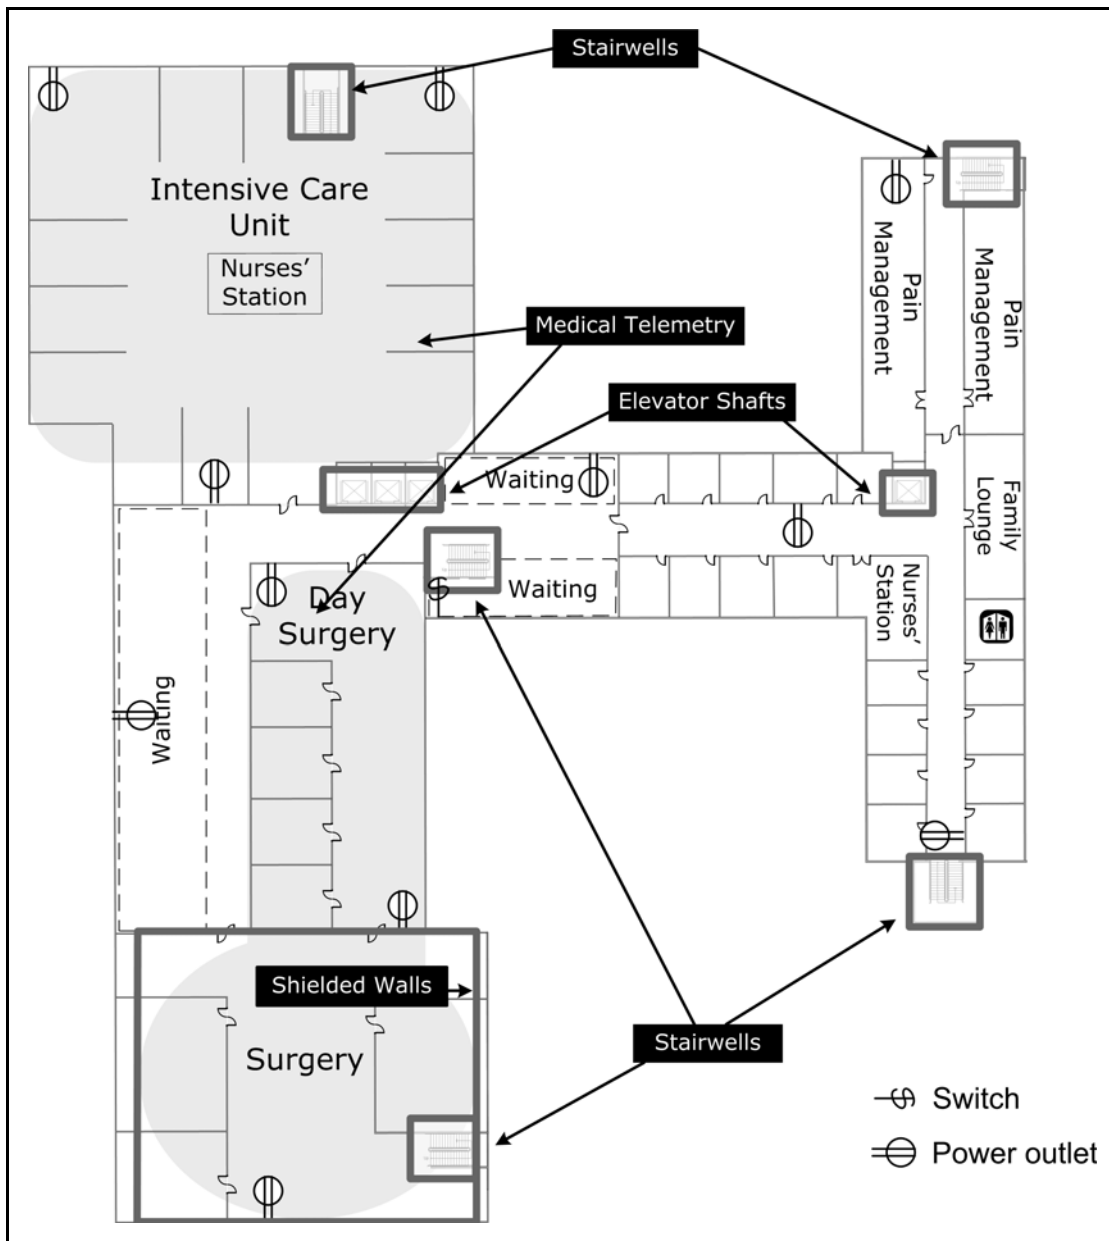 Stairwells
Intensive Care
Unit
Nurses’
Station
Pain
Management
Pain
Management
Medical Telemetry
Elevator Shafts
Waiting
Family
Lounge
Waiting
Day
Surgery
Nurses’
Station
Waiting
Shielded Walls
Surgery
Stairwells
Switch
Power outlet